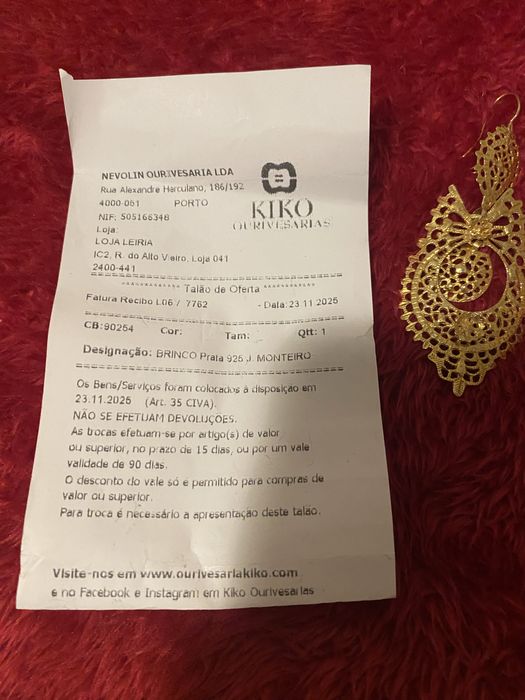 NEVOLIN OURIVESARIA LDA
Rua Alexandre Herculano, 186/192
4000-051 PORTO
NIF: 505166348
KIKO
OURIVESARIAS
Loja:
LOJA LEIRIA
IC2, R. do Alto Vieiro, Loja 041
2400-441
==========================================
************ Talão de Oferta ************
Fatura Recibo L06 / 7762 - Data:23.11.2025
==========================================
CB:90254 Cor: Tam: Qtt: 1
Designação: BRINCO Prata 925 J. MONTEIRO
==========================================
Os Bens/Serviços foram colocados à disposição em
23.11.2025 (Art. 35 CIVA).
NÃO SE EFETUAM DEVOLUÇÕES.
As trocas efetuam-se por artigo(s) de valor
ou superior, no prazo de 15 dias, ou por um vale
validade de 90 dias.
O desconto do vale só é permitido para compras de
valor ou superior.
Para troca é necessário a apresentação deste talão.
Visite-nos em www.ourivesariakiko.com
e no Facebook e Instagram em Kiko Ourivesarias